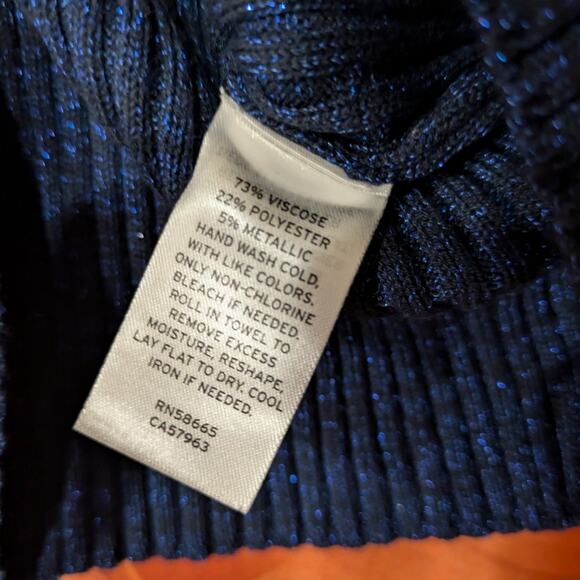 73% VISCOSE
22% POLYESTER
5% METALLIC
HAND WASH COLD,
WITH LIKE COLORS.
ONLY NON-CHLORINE
BLEACH IF NEEDED.
ROLL IN TOWEL TO
REMOVE EXCESS
MOISTURE, RESHAPE,
LAY FLAT TO DRY. COOL
IRON IF NEEDED.
RN58665
CA57963